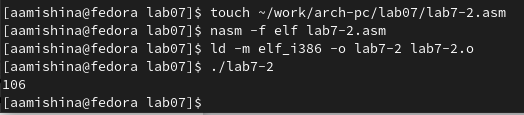 [aamishina@fedora lab07]$ touch ~/work/arch-pc/lab07/lab7-2.asm
[aamishina@fedora lab07]$ nasm -f elf lab7-2.asm
[aamishina@fedora lab07]$ ld -m elf_i386 -o lab7-2 lab7-2.o
[aamishina@fedora lab07]$ ./lab7-2
106
[aamishina@fedora lab07]$